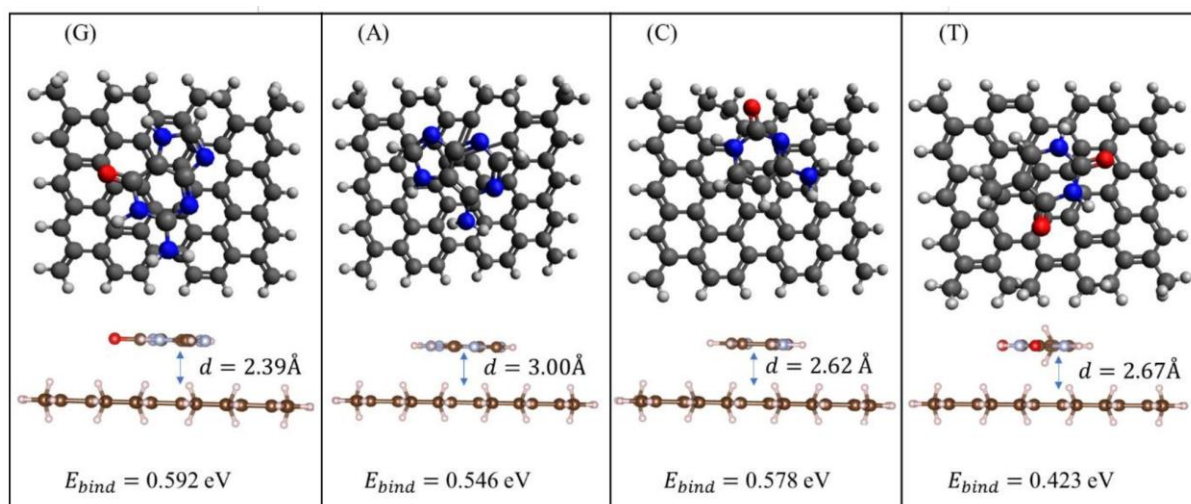 (G)
(A)
(C)
(T)
d = 2.39Å
d = 3.00Å
d = 2.62 Å
d = 2.67Å
E_bind = 0.592 eV
E_bind = 0.546 eV
E_bind = 0.578 eV
E_bind = 0.423 eV